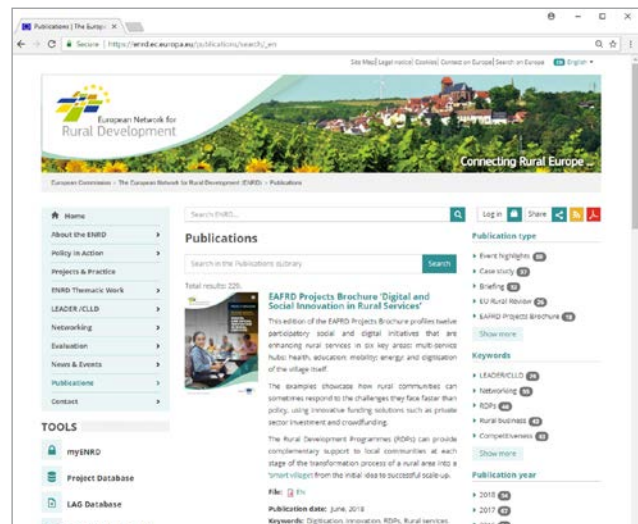 Publications | The Europe
Secure | https://enrd.ec.europa.eu/publications/search/_en
Site Map| Legal notice| Cookies| Contact on Europa| Search on Europa EN English
European Network for
Rural Development
Connecting Rural Europe ...
European Commission > The European Network for Rural Development (ENRD) > Publications
Home
About the ENRD
Policy in Action
Projects & Practice
ENRD Thematic Work
LEADER/CLLD
Networking
Evaluation
News & Events
Publications
Contact
TOOLS
myENRD
Project Database
LAG Database
Search ENRD...
Publications
Search in the Publications Library
Search
Total results: 226.
EAFRD Projects Brochure 'Digital and
Social Innovation in Rural Services'
This edition of the EAFRD Projects Brochure profiles twelve
participatory social and digital initiatives that are
enhancing rural services in six key areas: multi-service
hubs; health; education; mobility; energy; and digitisation
of the village itself.
The examples showcase how rural communities can
sometimes respond to the challenges they face faster than
policy, using innovative funding solutions such as private
sector investment and crowdfunding.
The Rural Development Programmes (RDPs) can provide
complementary support to local communities at each
stage of the transformation process of a rural area into a
'smart village' from the initial idea to successful scale-up.
File: EN
Publication date: June, 2018
Keywords: Digitisation, Innovation, RDPs, Rural services
Log in Share
Publication type
Event highlights
Case study
Briefing
EU Rural Review
EAFRD Projects Brochure
Show more
Keywords
LEADER/CLLD
Networking
RDPs
Rural business
Competitiveness
Show more
Publication year
2018
2017